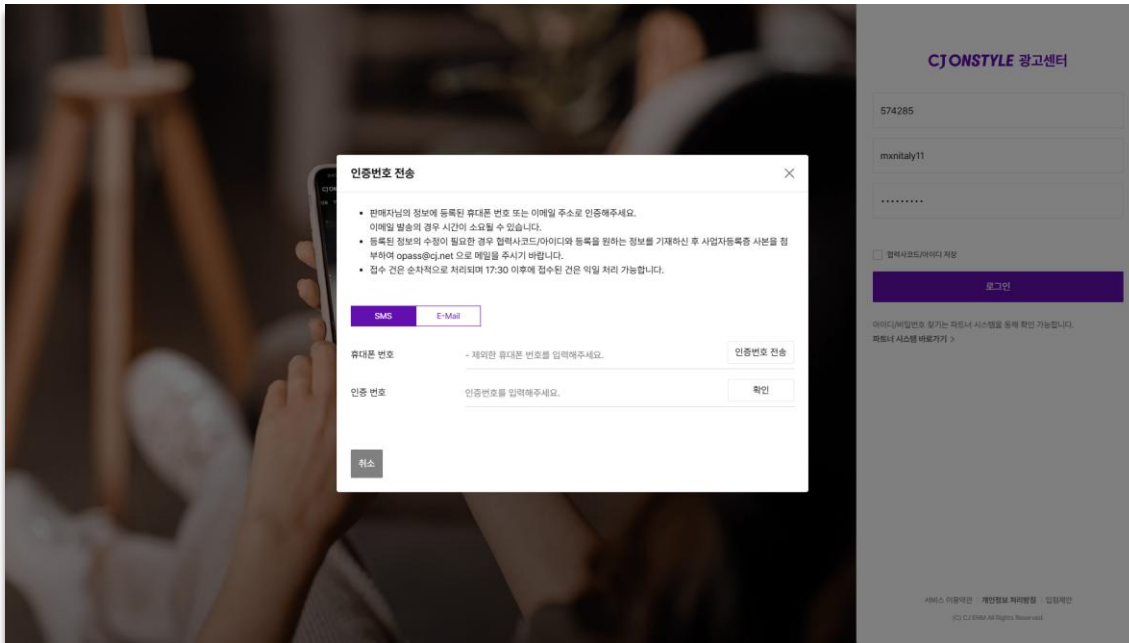 CJ ONSTYLE 광고센터
574285
mxnitaly11
.........
협력사코드/아이디 저장
로그인
아이디/비밀번호 찾기는 파트너 시스템을 통해 확인 가능합니다.
파트너 시스템 바로가기 >
인증번호 전송
• 판매자님의 정보에 등록된 휴대폰 번호 또는 이메일 주소로 인증해주세요.
이메일 발송의 경우 시간이 소요될 수 있습니다.
• 등록된 정보의 수정이 필요한 경우 협력사코드/아이디와 등록을 원하는 정보를 기재하신 후 사업자등록증 사본을 첨
부하여 opass@cj.net 으로 메일을 주시기 바랍니다.
• 접수 건은 순차적으로 처리되며 17:30 이후에 접수된 건은 익일 처리 가능합니다.
SMS E-Mail
휴대폰 번호 - 제외한 휴대폰 번호를 입력해주세요. 인증번호 전송
인증 번호 인증번호를 입력해주세요. 확인
취소
서비스 이용약관 개인정보 처리방침 입점제안
(C) CJ ENM All Rights Reserved.